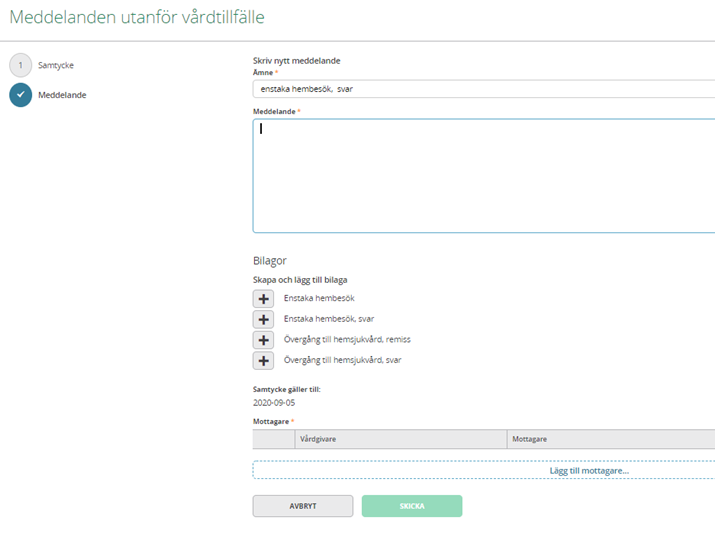 Meddelanden utanför vårdtillfälle
1 Samtycke
Meddelande
Skriv nytt meddelande
Ämne *
enstaka hembesök, svar
Meddelande *
Bilagor
Skapa och lägg till bilaga
Enstaka hembesök
Enstaka hembesök, svar
Övergång till hemsjukvård, remiss
Övergång till hemsjukvård, svar
Samtycke gäller till:
2020-09-05
Mottagare *
Vårdgivare Mottagare
Lägg till mottagare...
AVBRYT SKICKA